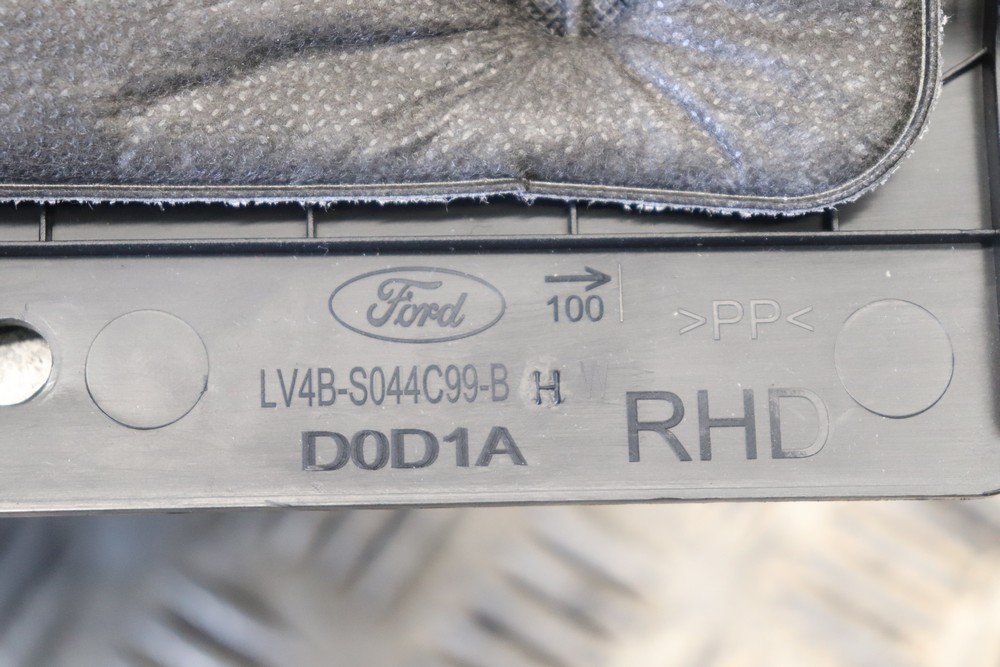 Ford
→
100
>PP<
LV4B-S044C99-B H W
D0D1A
RHD